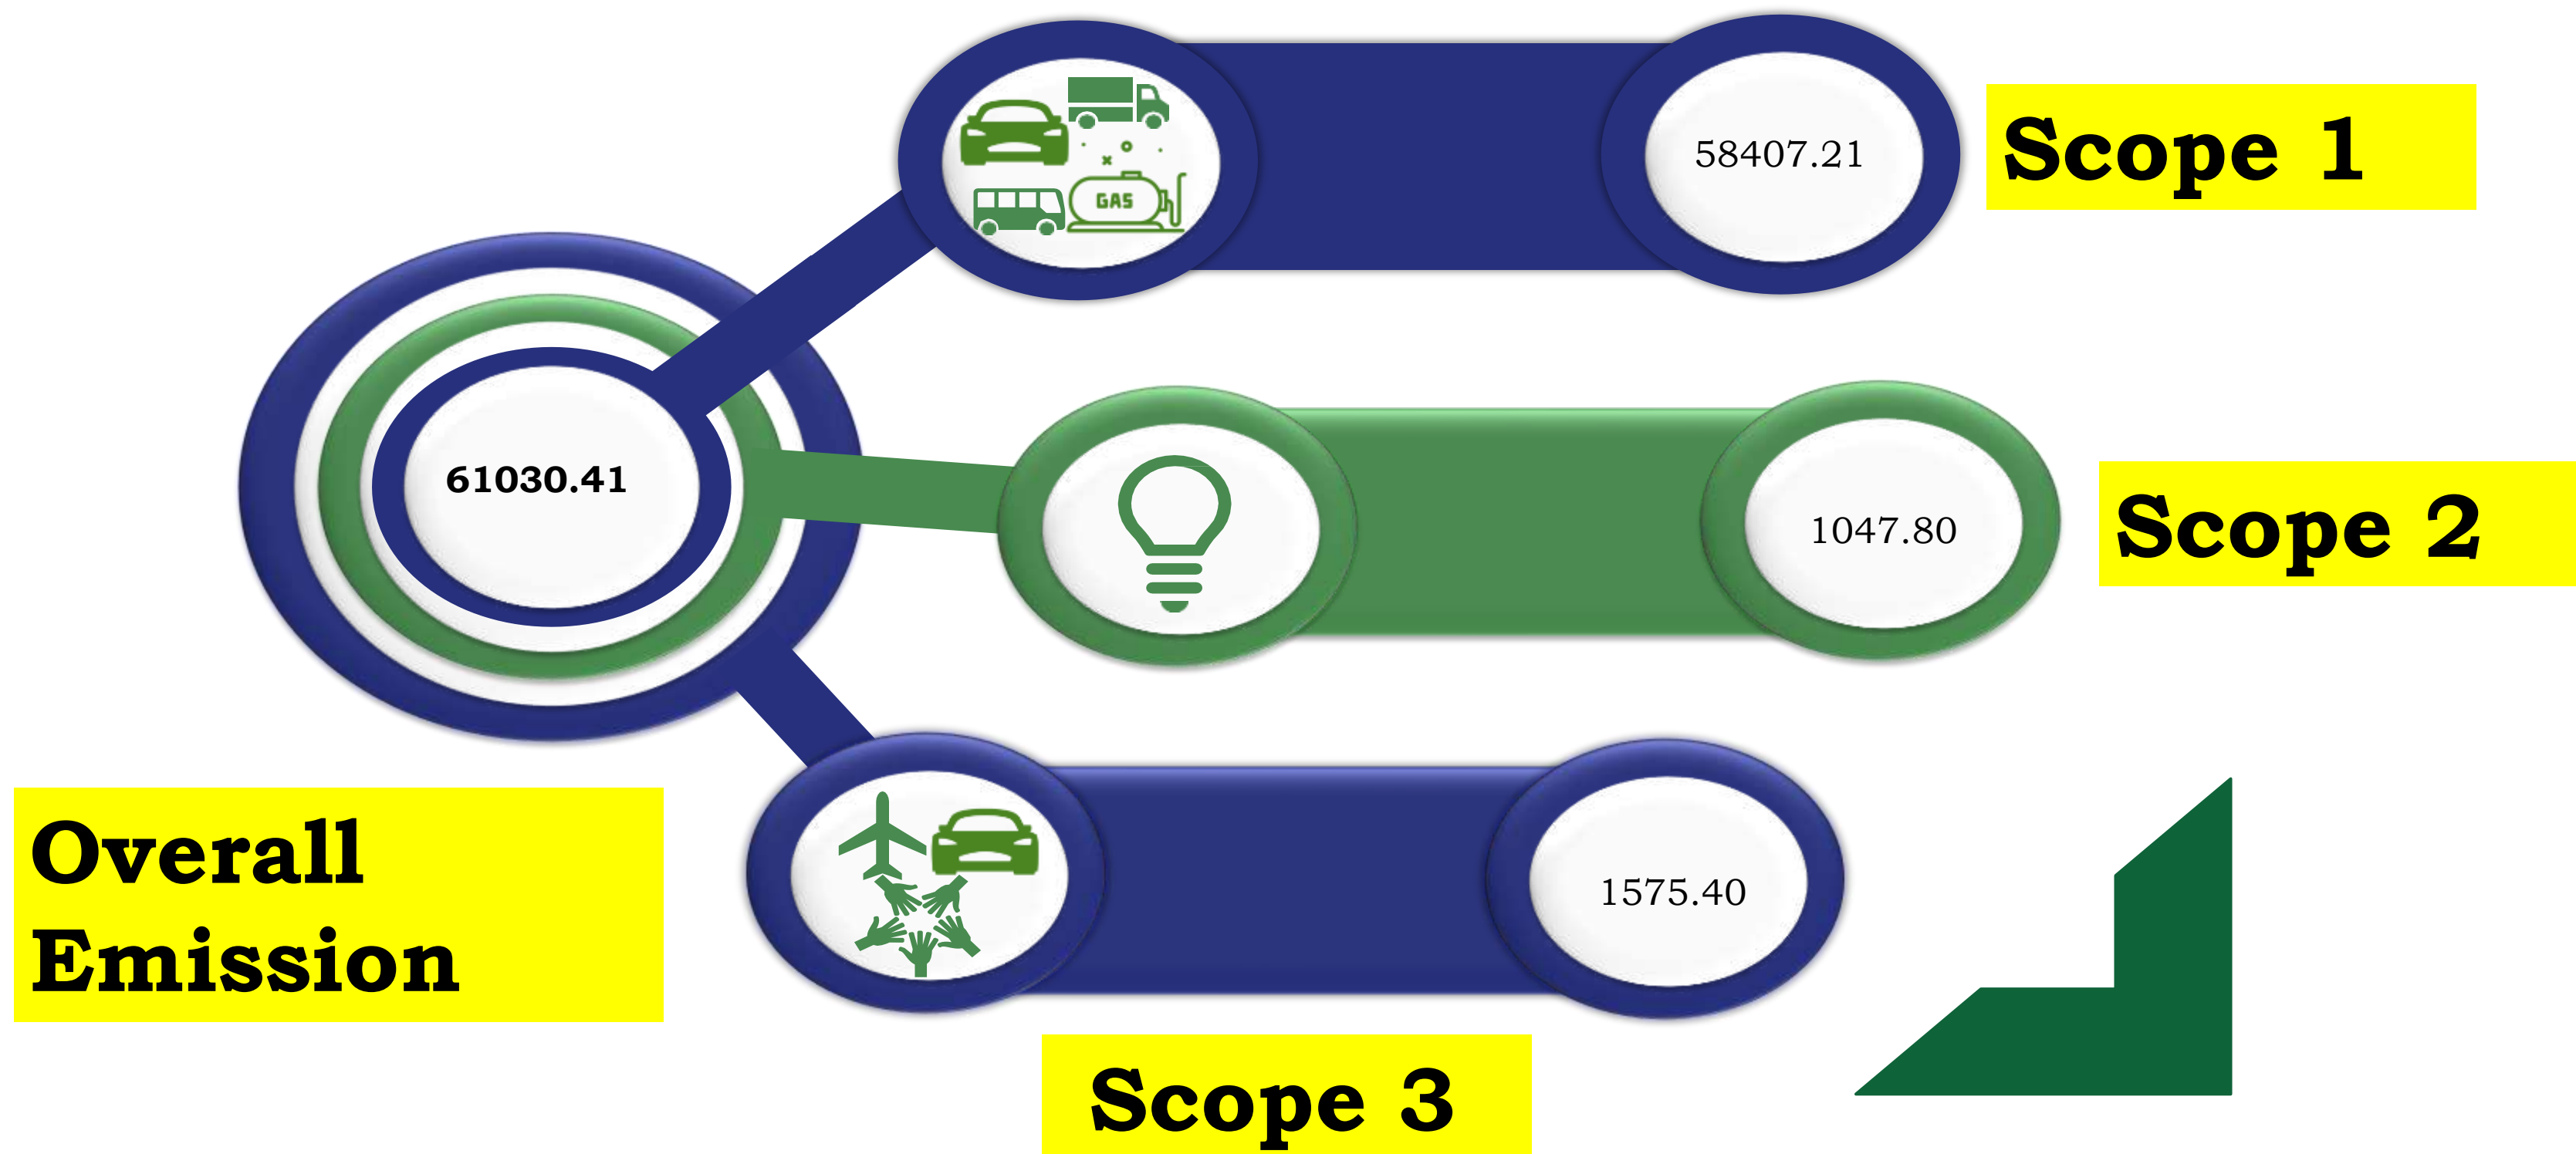 GAS
58407.21
Scope 1
61030.41
1047.80
Scope 2
Overall
Emission
1575.40
Scope 3